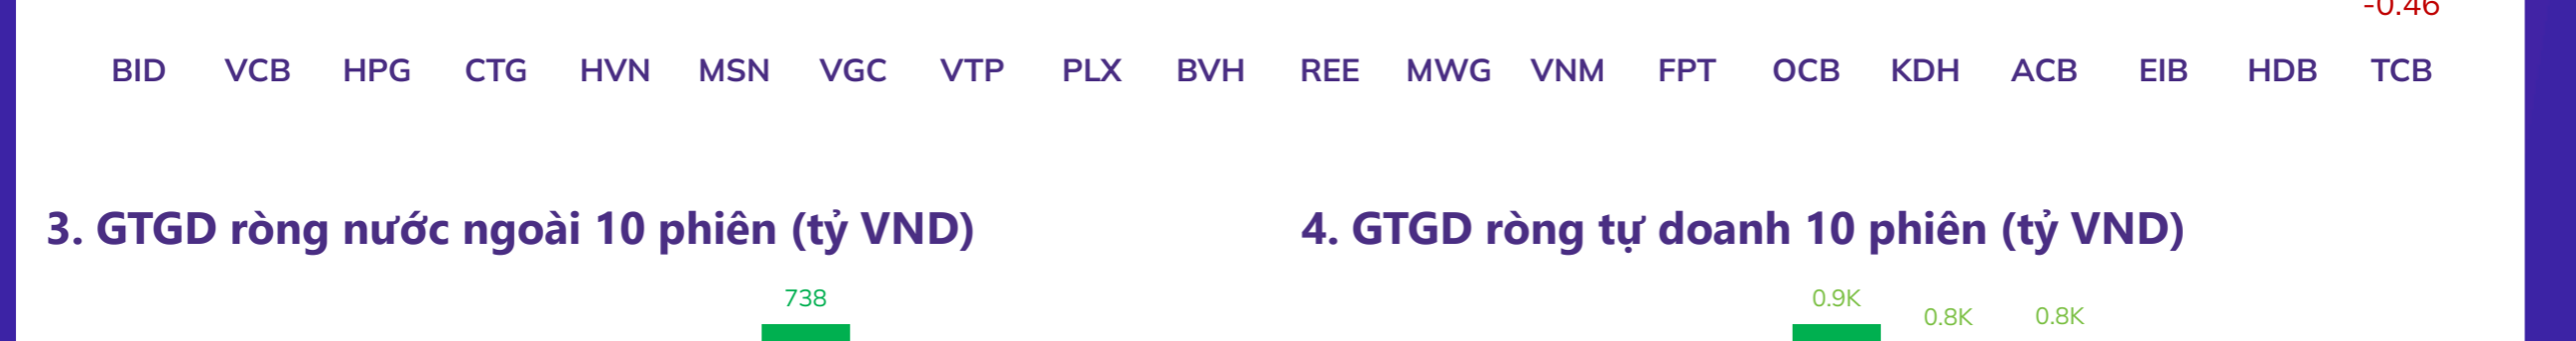 -0.46
BID VCB HPG CTG HVN MSN VGC VTP PLX BVH REE MWG VNM FPT OCB KDH ACB EIB HDB TCB
3. GTGD ròng nước ngoài 10 phiên (tỷ VND)
4. GTGD ròng tự doanh 10 phiên (tỷ VND)
738
0.9K 0.8K 0.8K